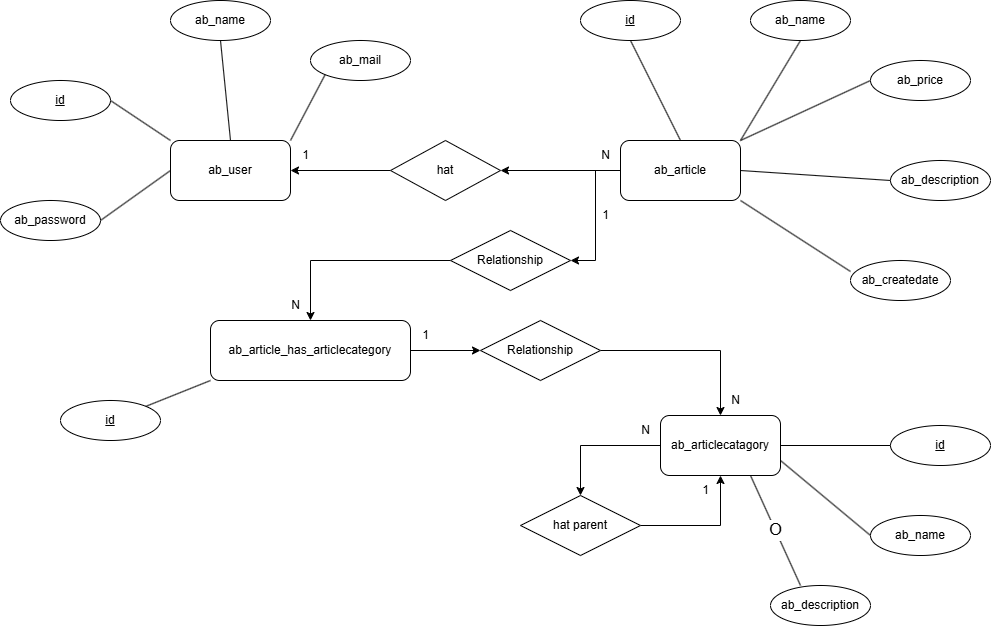 ab_name
id
ab_name
ab_mail
ab_price
id
ab_user
1
hat
N
ab_article
ab_description
ab_password
1
Relationship
ab_createdate
N
ab_article_has_articlecategory
1
Relationship
id
N
N
ab_articlecatagory
id
1
hat parent
O
ab_name
ab_description